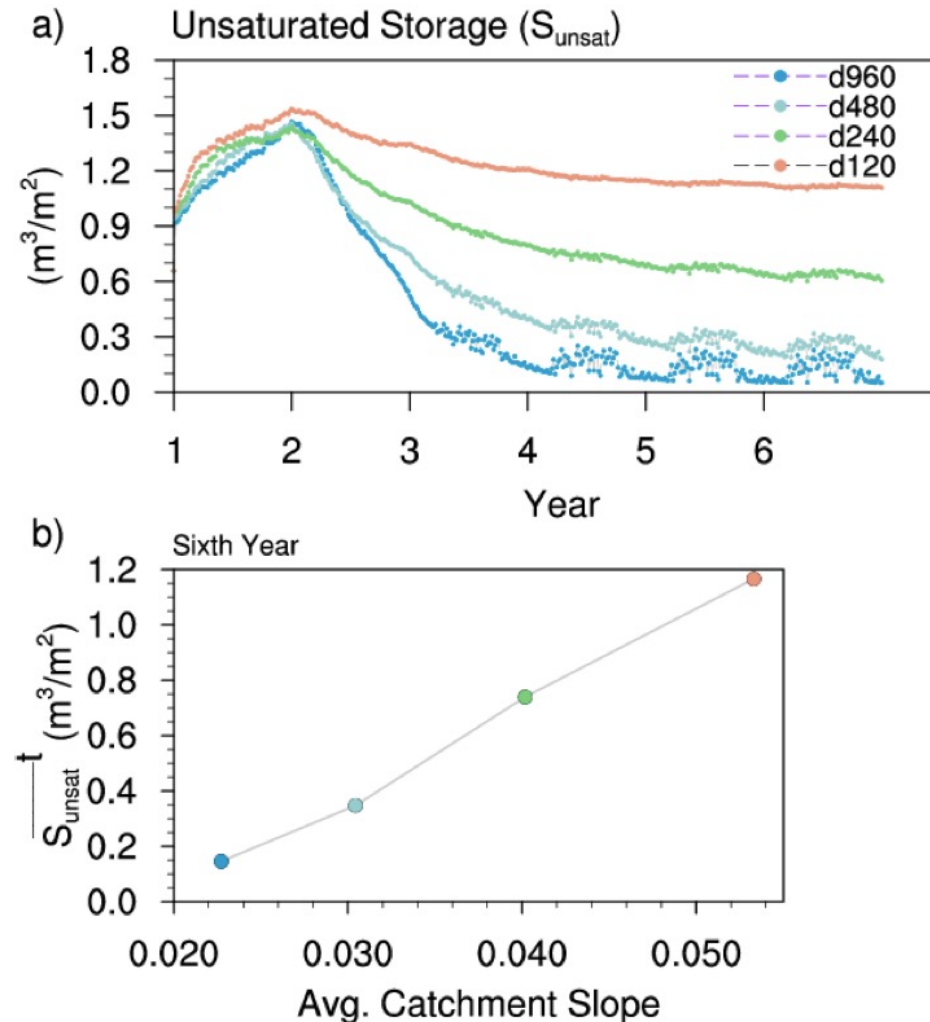 a) Unsaturated Storage (Sunsat)
1.8
1.5
1.2
0.9
0.6
0.3
0.0
(m³/m²)
d960
d480
d240
d120
1 2 3 4 5 6
Year
b) Sixth Year
1.2
1.0
0.8
0.6
0.4
0.2
0.0
Sunsat t (m³/m²)
0.020 0.030 0.040 0.050
Avg. Catchment Slope